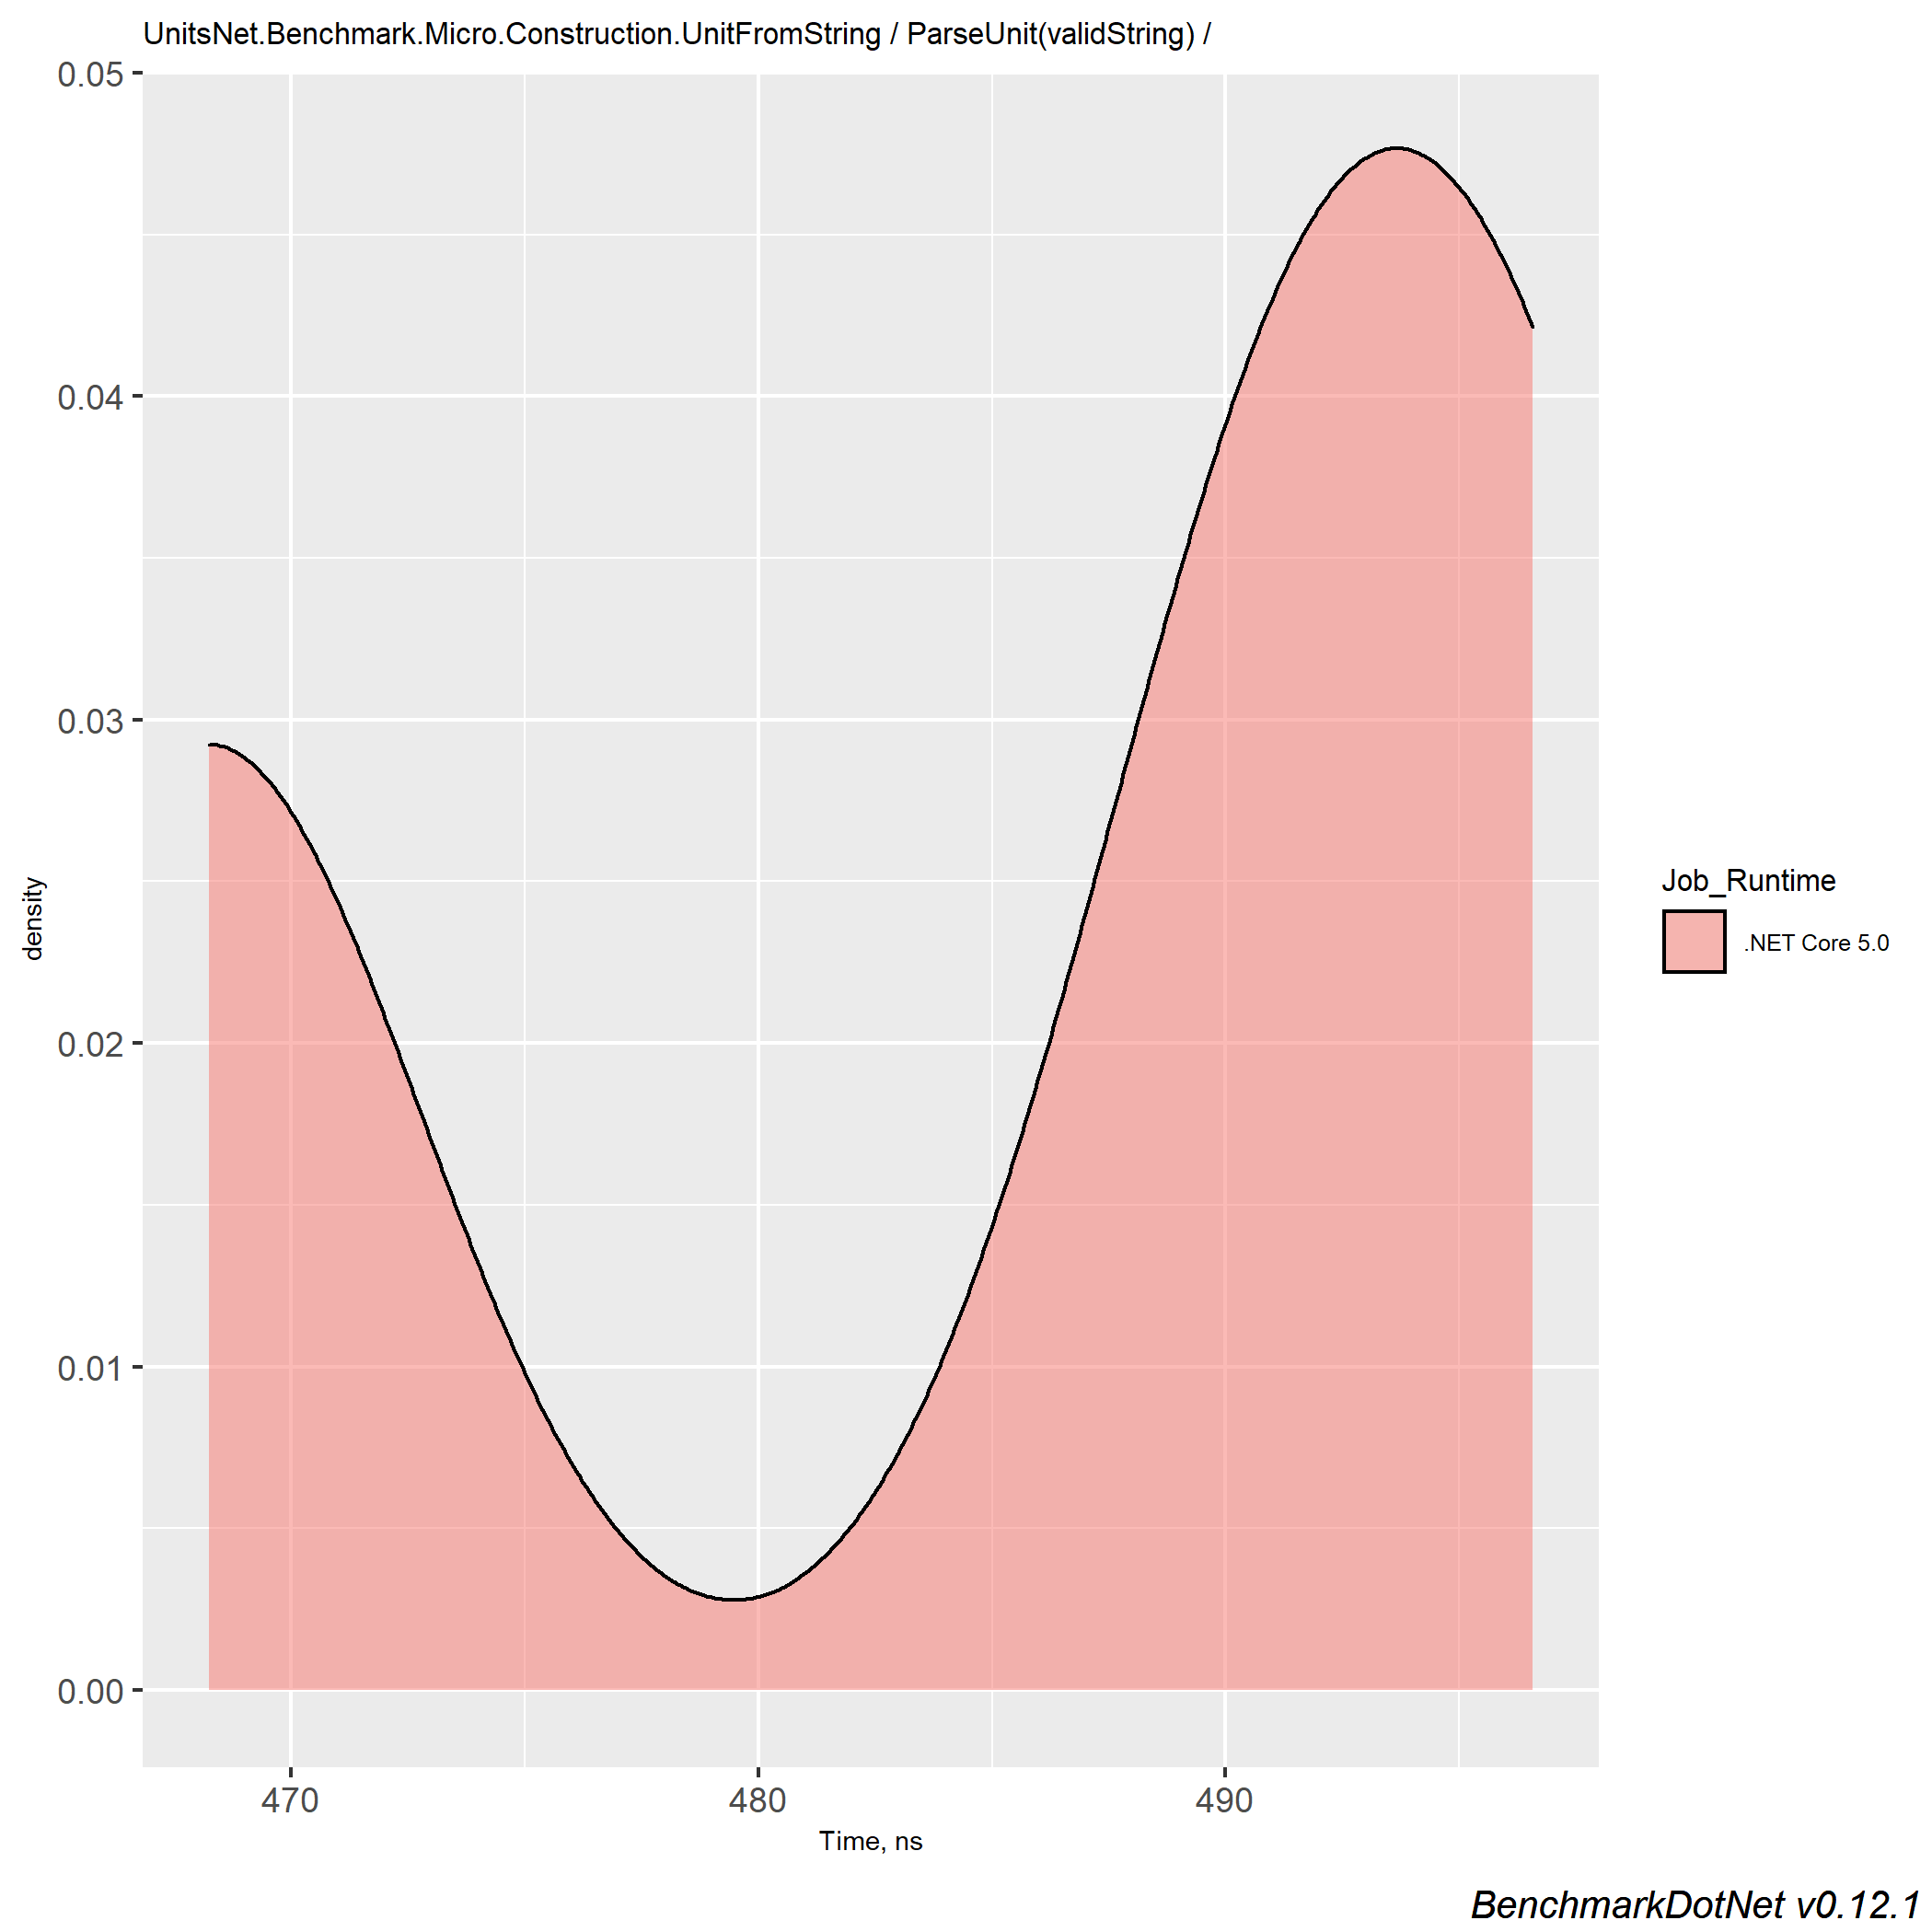 UnitsNet.Benchmark.Micro.Construction.UnitFromString / ParseUnit(validString) /
0.05
0.04
0.03
0.02
0.01
0.00
density
470 480 490
Time, ns
Job_Runtime
.NET Core 5.0
BenchmarkDotNet v0.12.1